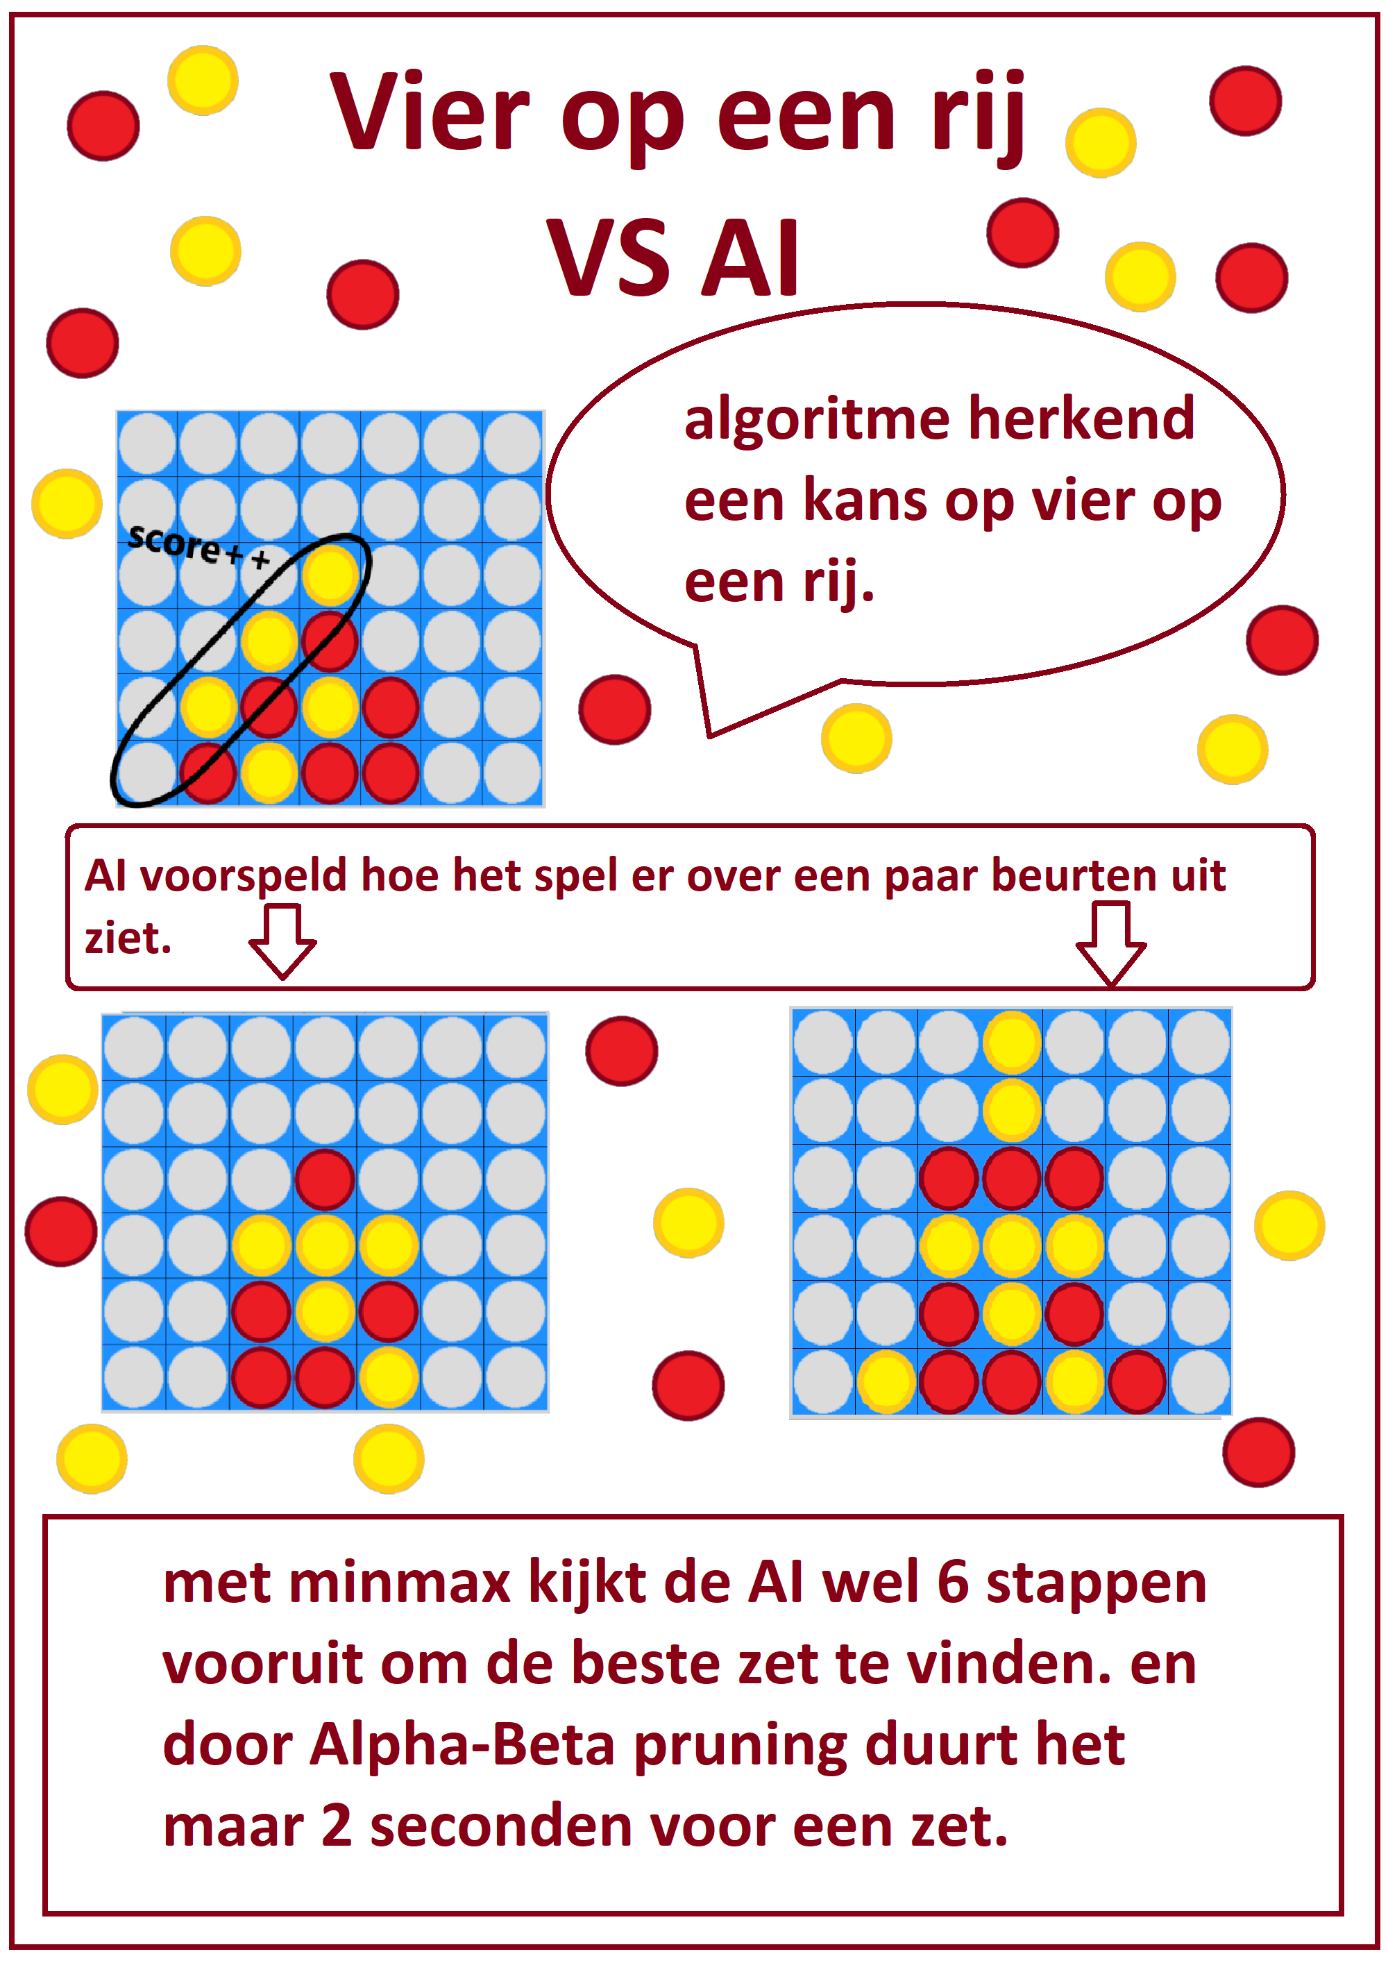 Vier op een rij
VS AI
algoritme herkend
een kans op vier op
een rij.
score++
AI voorspeld hoe het spel er over een paar beurten uit
ziet.
met minmax kijkt de AI wel 6 stappen
vooruit om de beste zet te vinden. en
door Alpha-Beta pruning duurt het
maar 2 seconden voor een zet.